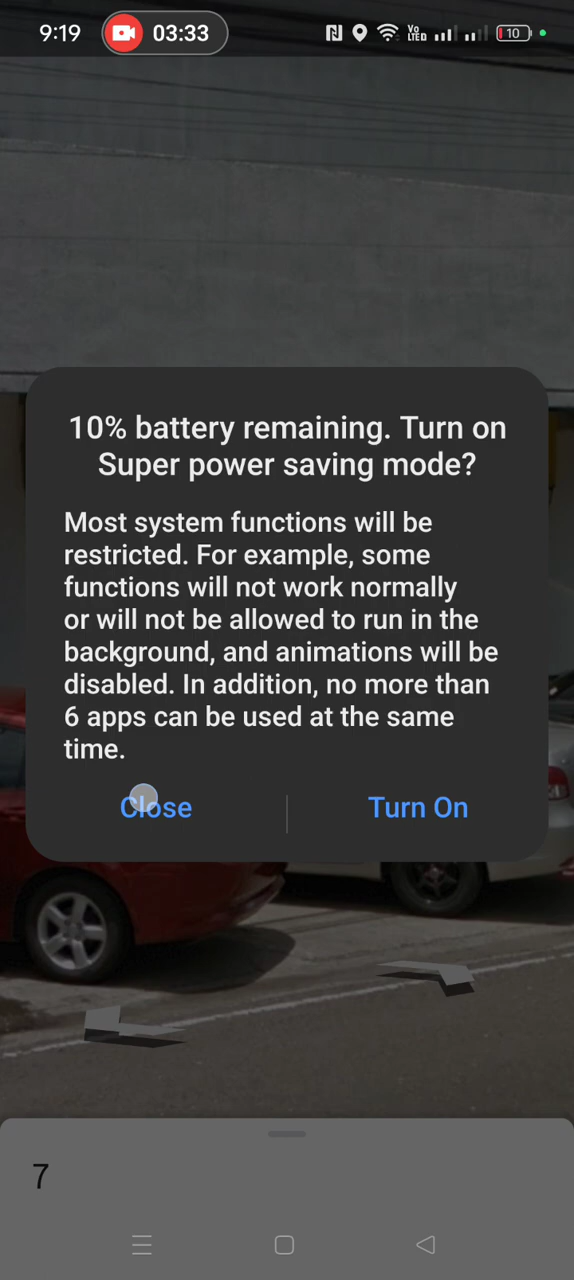 9:19 03:33 Vo LTED 10
10% battery remaining. Turn on
Super power saving mode?
Most system functions will be
restricted. For example, some
functions will not work normally
or will not be allowed to run in the
background, and animations will be
disabled. In addition, no more than
6 apps can be used at the same
time.
Close Turn On
7